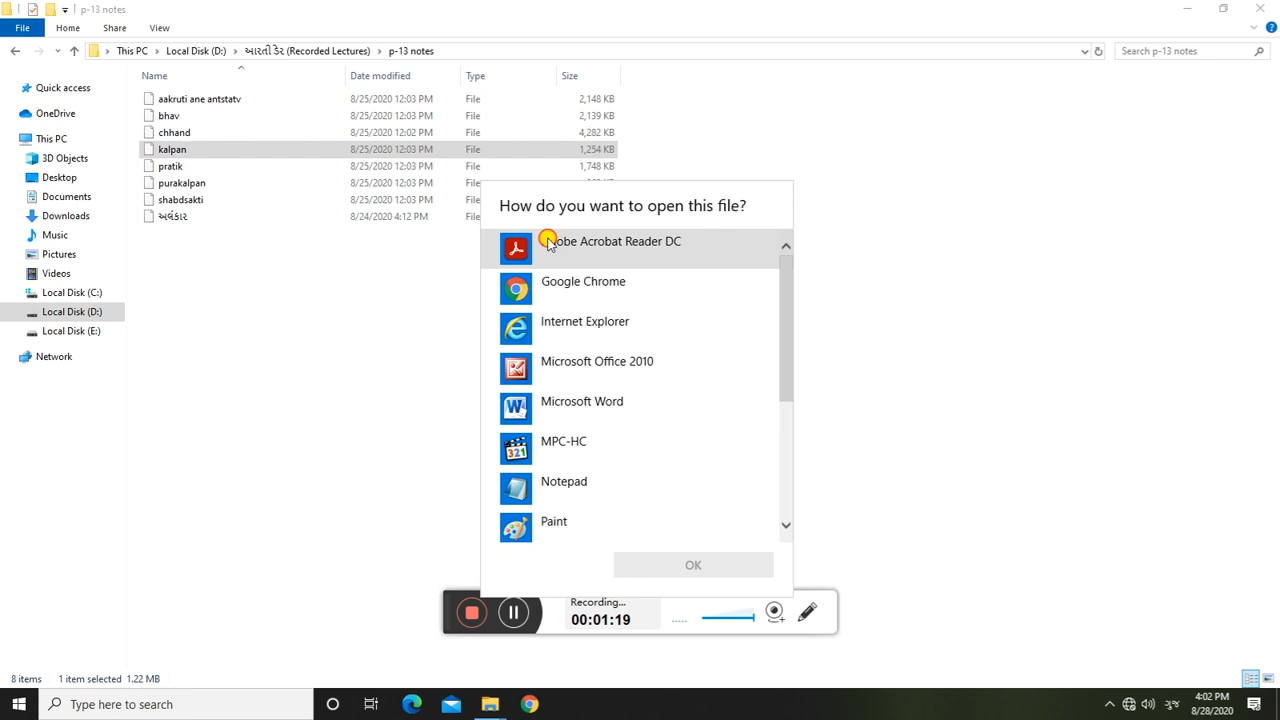 p-13 notes
File Home Share View
This PC Local Disk (D:) આરતી દેર (Recorded Lectures) p-13 notes
Search p-13 notes
Name Date modified Type Size
Quick access
OneDrive
This PC
3D Objects
Desktop
Documents
Downloads
Music
Pictures
Videos
Local Disk (C:)
Local Disk (D:)
Local Disk (E:)
Network
aakruti ane antstatv 8/25/2020 12:03 PM File 2,148 KB
bhav 8/25/2020 12:03 PM File 2,139 KB
chhand 8/25/2020 12:02 PM File 4,282 KB
kalpan 8/25/2020 12:03 PM File 1,254 KB
pratik 8/25/2020 12:03 PM File 1,748 KB
purakalpan 8/25/2020 12:03 PM File
shabdsakti 8/25/2020 12:03 PM File
અલંકાર 8/24/2020 4:12 PM File
How do you want to open this file?
Acrobat Reader DC
Google Chrome
Internet Explorer
Microsoft Office 2010
Microsoft Word
MPC-HC
321
Notepad
Paint
OK
Recording...
00:01:19
8 items 1 item selected 1.22 MB
Type here to search
4:02 PM
8/28/2020